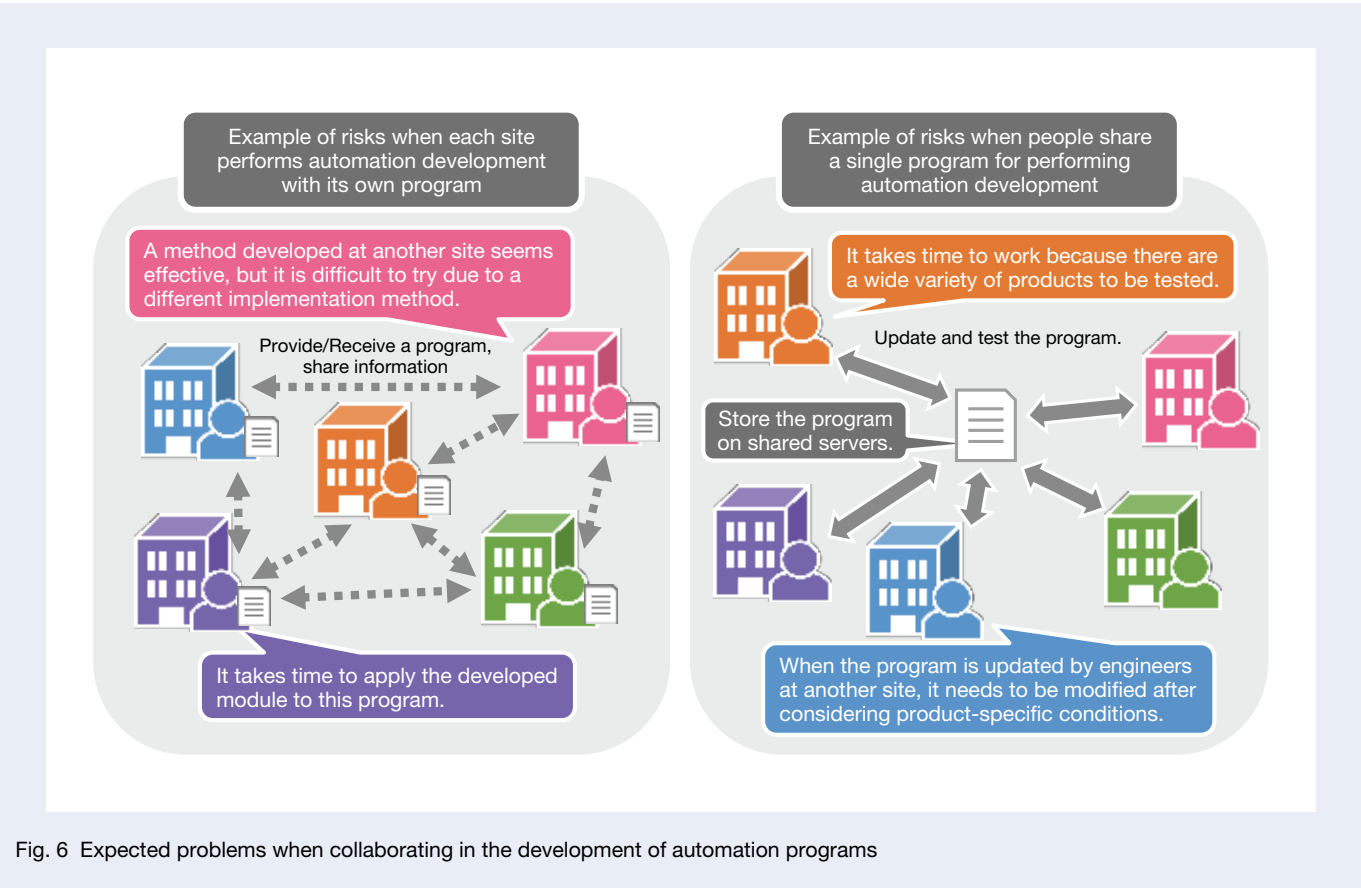 Example of risks when each site
performs automation development
with its own program
A method developed at another site seems
effective, but it is difficult to try due to a
different implementation method.
Provide/Receive a program,
share information
It takes time to apply the developed
module to this program.
Example of risks when people share
a single program for performing
automation development
It takes time to work because there are
a wide variety of products to be tested.
Update and test the program.
Store the program
on shared servers.
When the program is updated by engineers
at another site, it needs to be modified after
considering product-specific conditions.
Fig. 6 Expected problems when collaborating in the development of automation programs